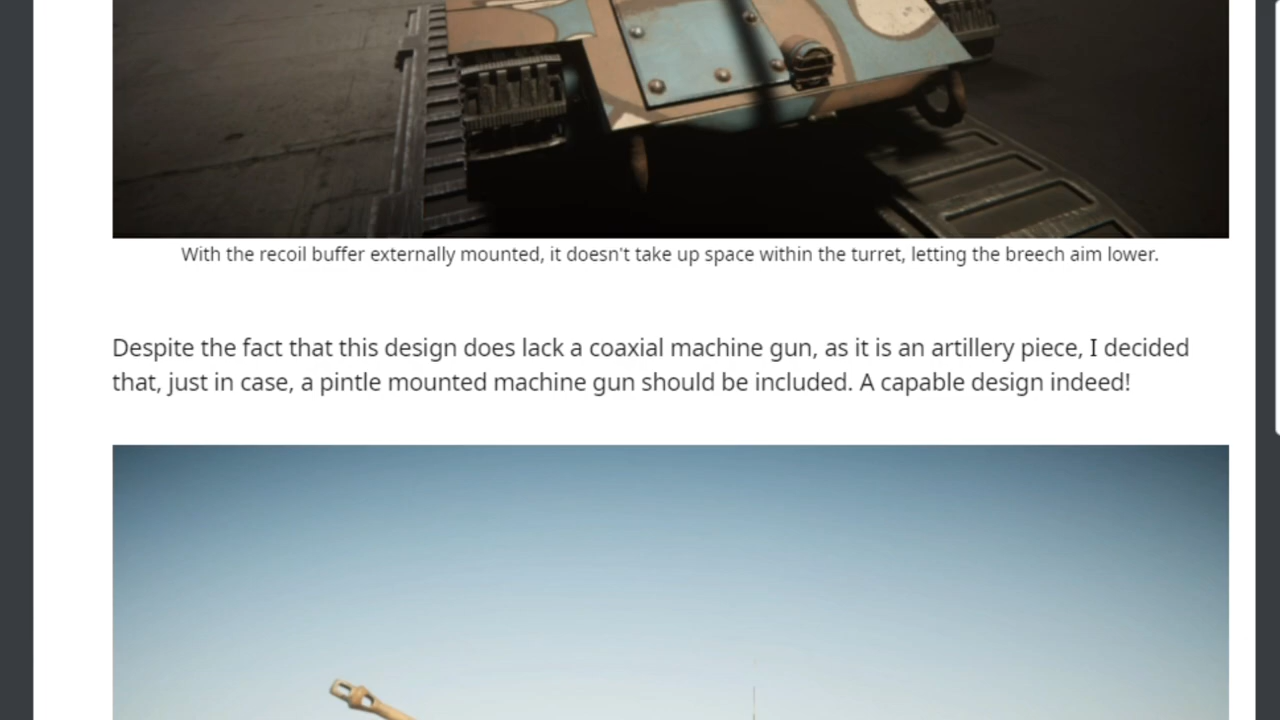 With the recoil buffer externally mounted, it doesn't take up space within the turret, letting the breech aim lower.
Despite the fact that this design does lack a coaxial machine gun, as it is an artillery piece, I decided
that, just in case, a pintle mounted machine gun should be included. A capable design indeed!